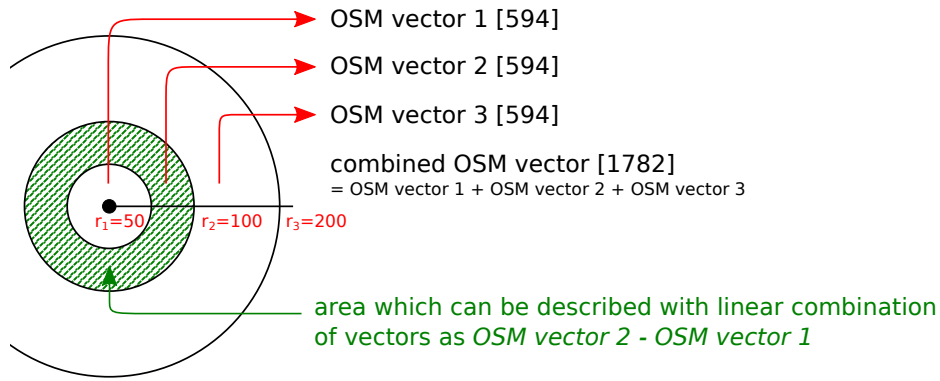 OSM vector 1 [594]
OSM vector 2 [594]
OSM vector 3 [594]
combined OSM vector [1782]
= OSM vector 1 + OSM vector 2 + OSM vector 3
r₁=50 r₂=100 r₃=200
area which can be described with linear combination
of vectors as OSM vector 2 - OSM vector 1